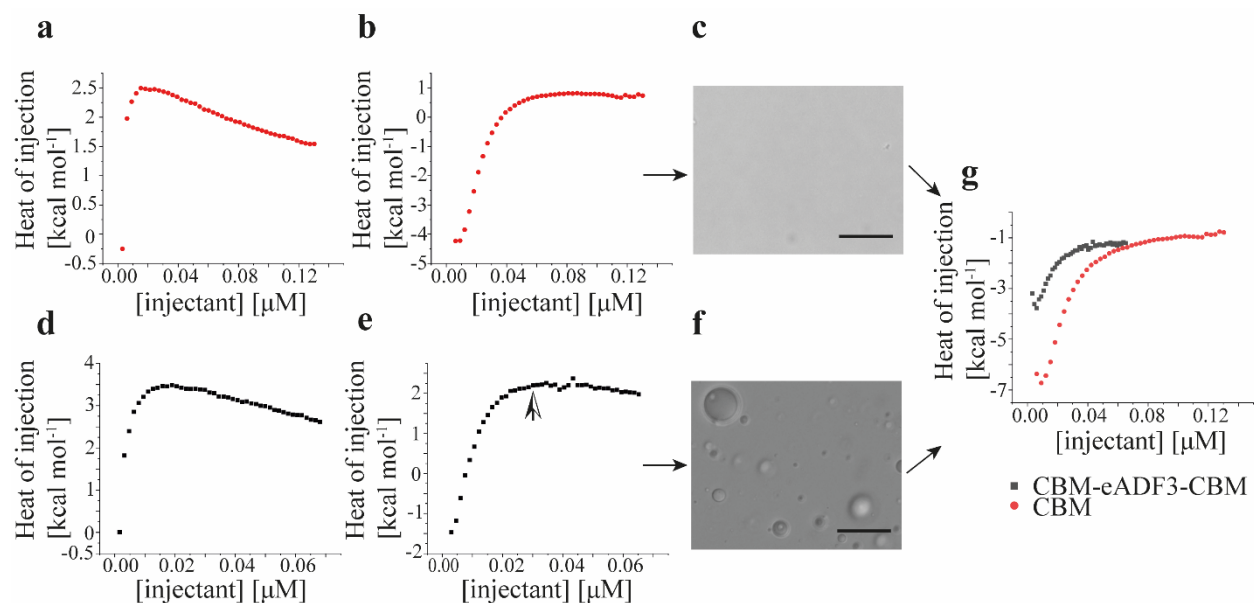 a
b
c
Heat of injection
[kcal mol-1]
2.5
2
1.5
1
0.5
0
-0.5
0.00 0.04 0.08 0.12
[injectant] [µM]
Heat of injection
[kcal mol-1]
1
0
-1
-2
-3
-4
-5
0.00 0.04 0.08 0.12
[injectant] [µM]
d
e
f
Heat of injection
[kcal mol-1]
4
3
2
1
0
-0.5
0.00 0.02 0.04 0.06
[injectant] [µM]
Heat of injection
[kcal mol-1]
4
2
0
-2
0.00 0.02 0.04 0.06
[injectant] [µM]
g
Heat of injection
[kcal mol-1]
-1
-3
-5
-7
0.00 0.04 0.08 0.12
[injectant] [µM]
CBM-eADF3-CBM
CBM